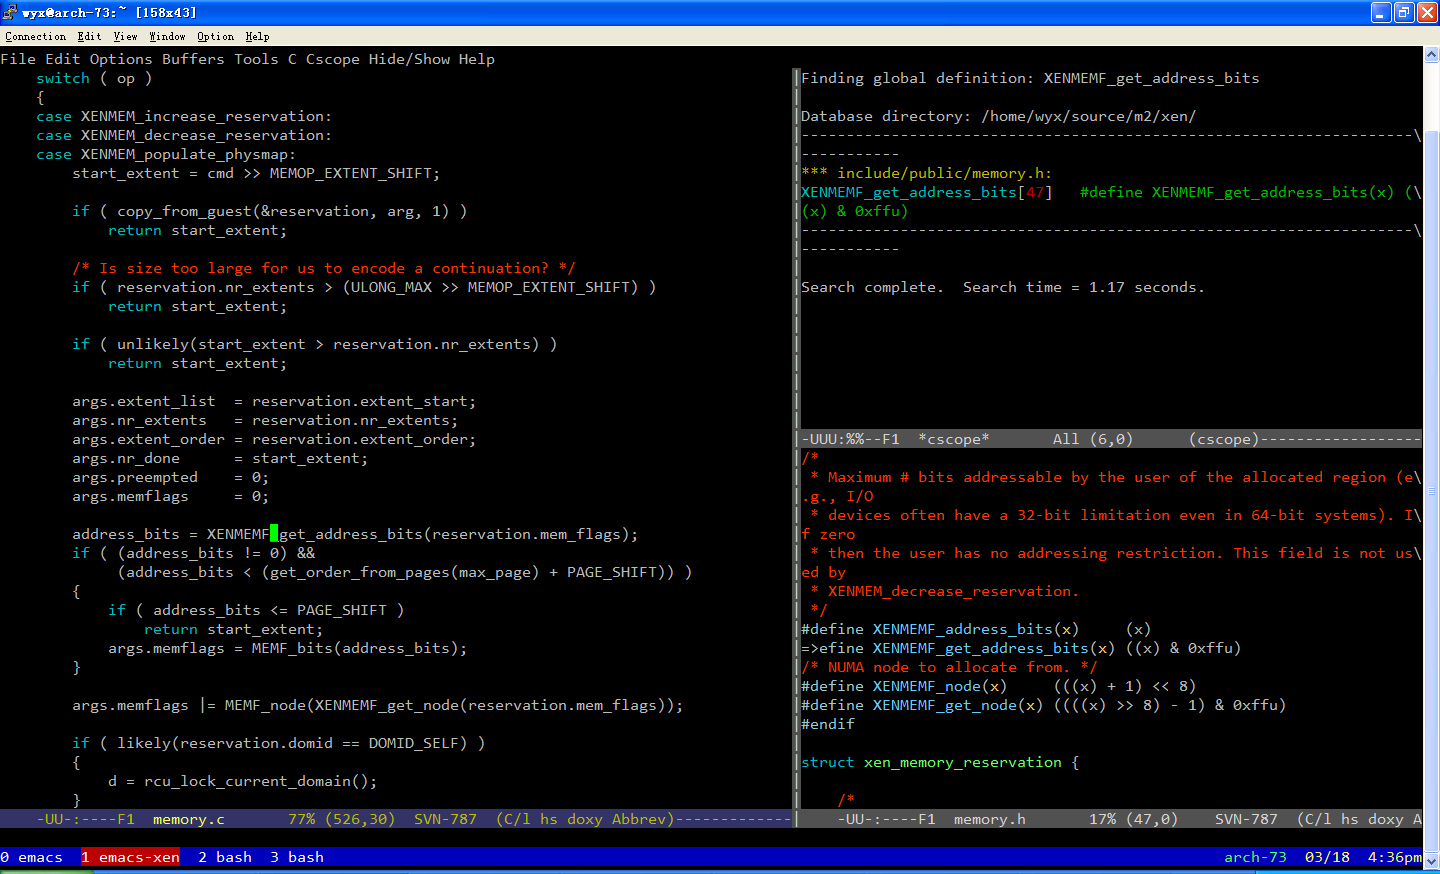 wyx@arch-73:~ [158x43]
Connection Edit View Window Option Help
File Edit Options Buffers Tools C Cscope Hide/Show Help
    switch ( op )
    {
    case XENMEM_increase_reservation:
    case XENMEM_decrease_reservation:
    case XENMEM_populate_physmap:
        start_extent = cmd >> MEMOP_EXTENT_SHIFT;
        if ( copy_from_guest(&reservation, arg, 1) )
            return start_extent;
        /* Is size too large for us to encode a continuation? */
        if ( reservation.nr_extents > (ULONG_MAX >> MEMOP_EXTENT_SHIFT) )
            return start_extent;
        if ( unlikely(start_extent > reservation.nr_extents) )
            return start_extent;
        args.extent_list  = reservation.extent_start;
        args.nr_extents   = reservation.nr_extents;
        args.extent_order = reservation.extent_order;
        args.nr_done      = start_extent;
        args.preempted    = 0;
        args.memflags     = 0;
        address_bits = XENMEMF_get_address_bits(reservation.mem_flags);
        if ( (address_bits != 0) &&
             (address_bits < (get_order_from_pages(max_page) + PAGE_SHIFT)) )
        {
            if ( address_bits <= PAGE_SHIFT )
                return start_extent;
            args.memflags = MEMF_bits(address_bits);
        }
        args.memflags |= MEMF_node(XENMEMF_get_node(reservation.mem_flags));
        if ( likely(reservation.domid == DOMID_SELF) )
        {
            d = rcu_lock_current_domain();
        }
-UU-:----F1  memory.c       77% (526,30)  SVN-787  (C/l hs doxy Abbrev)-------------
Finding global definition: XENMEMF_get_address_bits
Database directory: /home/wyx/source/m2/xen/
--------------------------------------------------------------------\
-----------
*** include/public/memory.h:
XENMEMF_get_address_bits[47]   #define XENMEMF_get_address_bits(x) (\
(x) & 0xffu)
--------------------------------------------------------------------\
-----------
Search complete.  Search time = 1.17 seconds.
-UUU:%%--F1  *cscope*       All (6,0)      (cscope)------------------
/*
 * Maximum # bits addressable by the user of the allocated region (e\
.g., I/O
 * devices often have a 32-bit limitation even in 64-bit systems). I\
f zero
 * then the user has no addressing restriction. This field is not us\
ed by
 * XENMEM_decrease_reservation.
 */
#define XENMEMF_address_bits(x)     (x)
=>efine XENMEMF_get_address_bits(x) ((x) & 0xffu)
/* NUMA node to allocate from. */
#define XENMEMF_node(x)     (((x) + 1) << 8)
#define XENMEMF_get_node(x) ((((x) >> 8) - 1) & 0xffu)
#endif
struct xen_memory_reservation {
    /*
-UU-:----F1  memory.h       17% (47,0)    SVN-787  (C/l hs doxy A
0 emacs  1 emacs-xen  2 bash  3 bash
arch-73  03/18  4:36pm